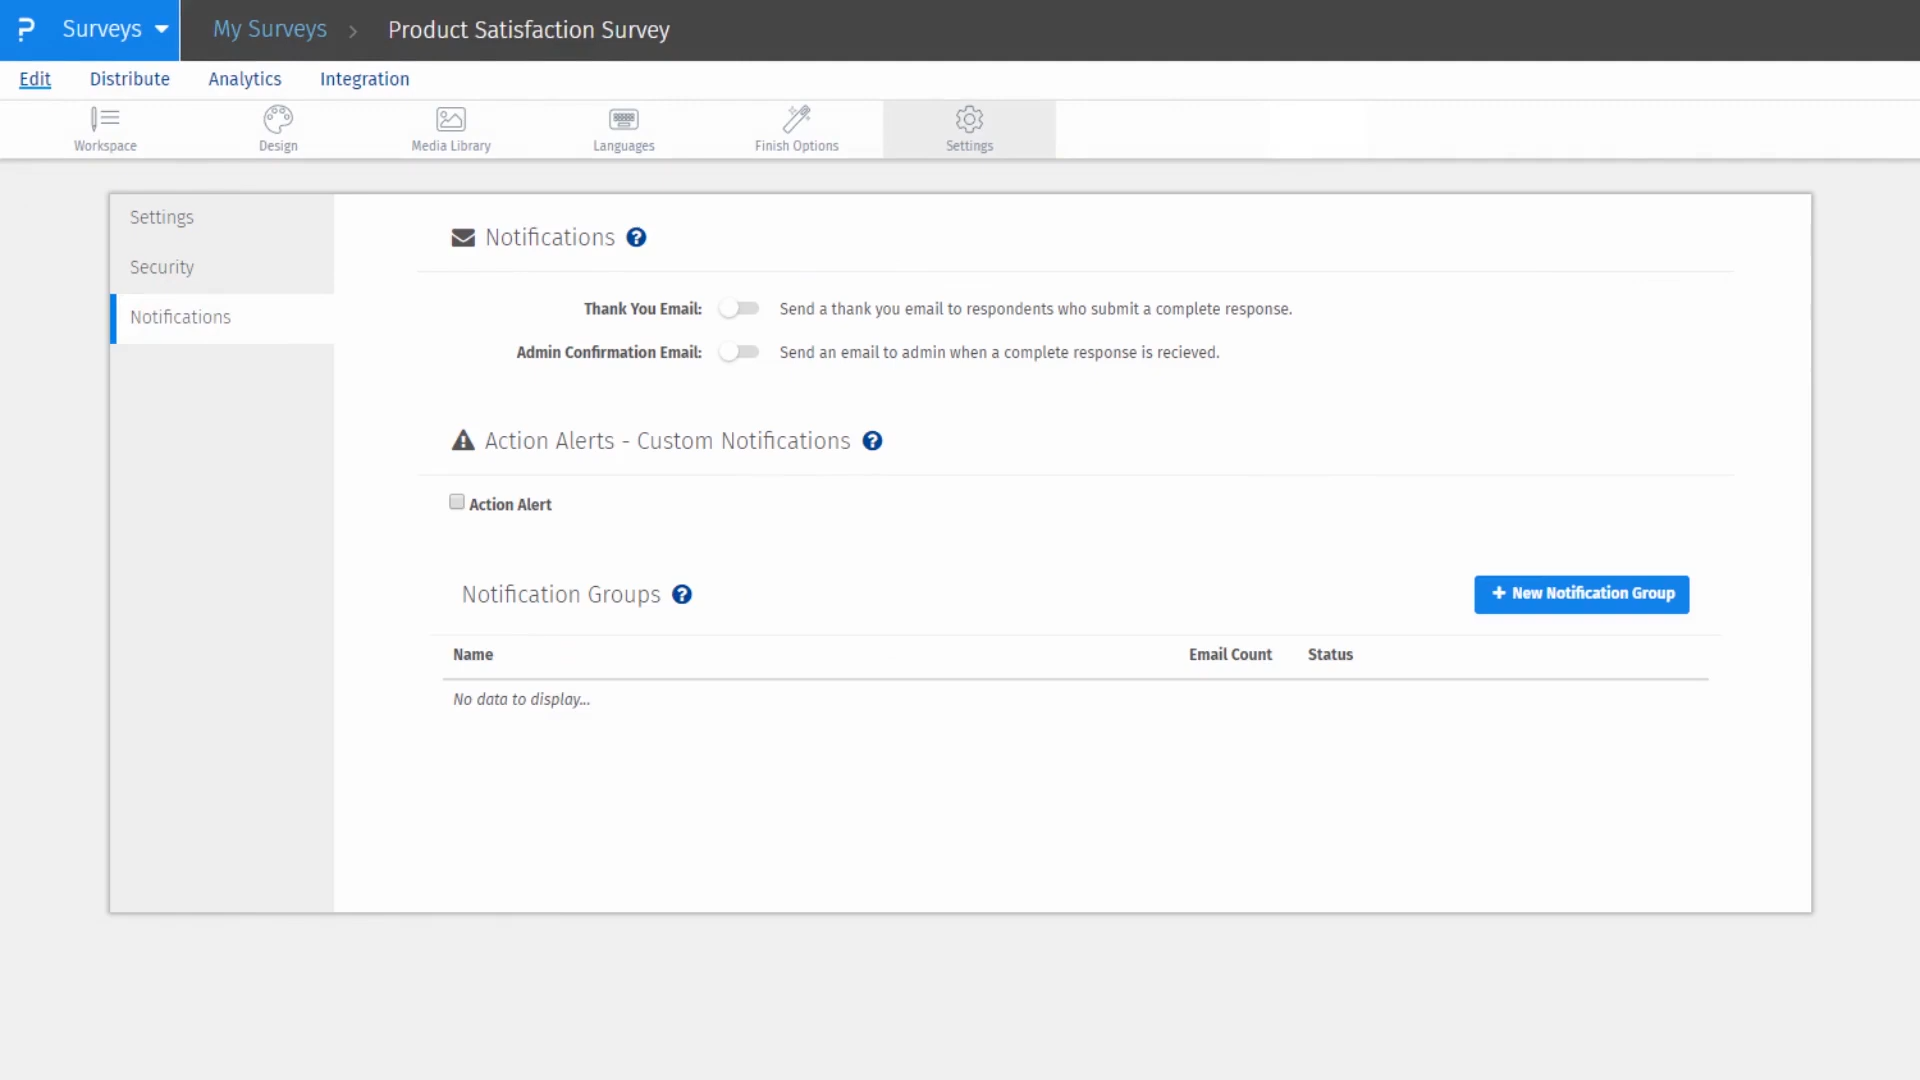 Surveys
My Surveys
Product Satisfaction Survey
Edit
Distribute
Analytics
Integration
Workspace
Design
Media Library
Languages
Finish Options
Settings
Settings
Security
Notifications
Notifications
Thank You Email:
Send a thank you email to respondents who submit a complete response.
Admin Confirmation Email:
Send an email to admin when a complete response is recieved.
Action Alerts - Custom Notifications
Action Alert
Notification Groups
+ New Notification Group
Name
Email Count
Status
No data to display...